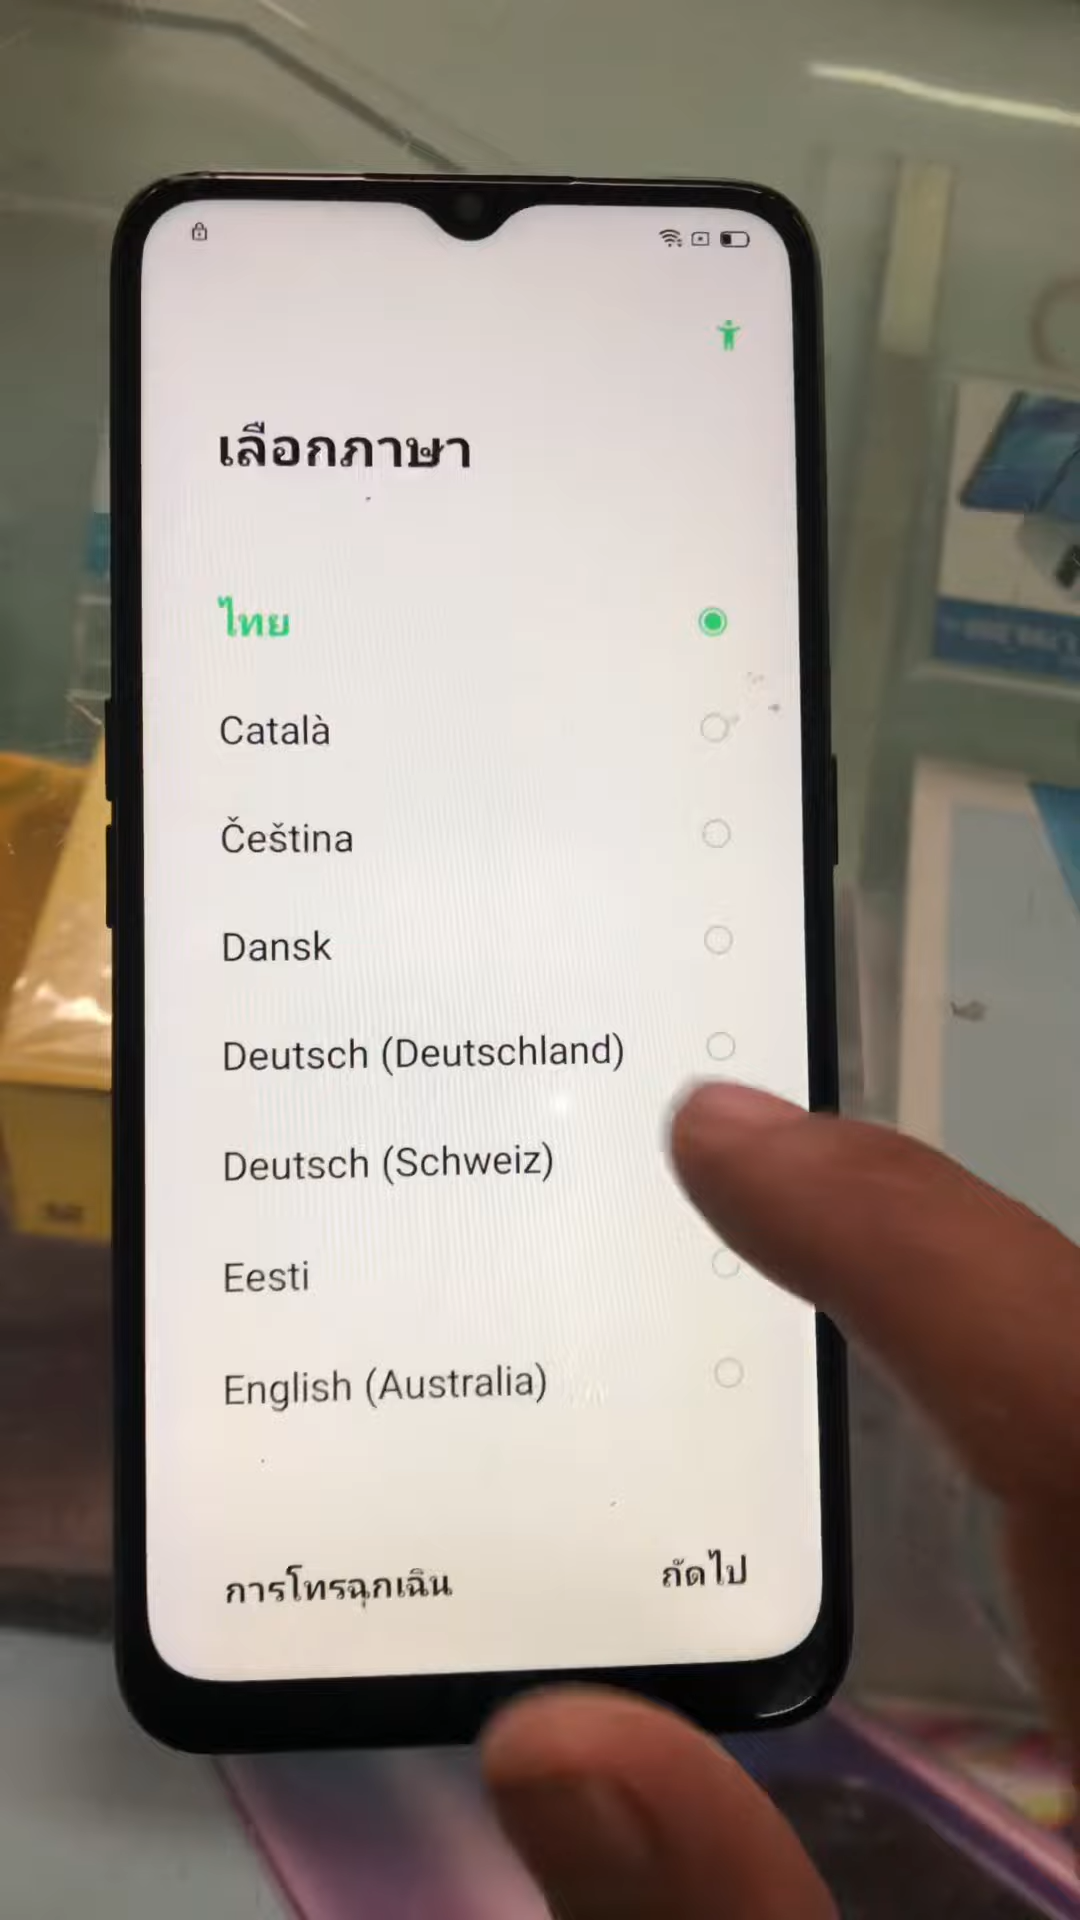 เลือกภาษา
ไทย
Català
Čeština
Dansk
Deutsch (Deutschland)
Deutsch (Schweiz)
Eesti
English (Australia)
การโทรฉุกเฉิน
ถัดไป